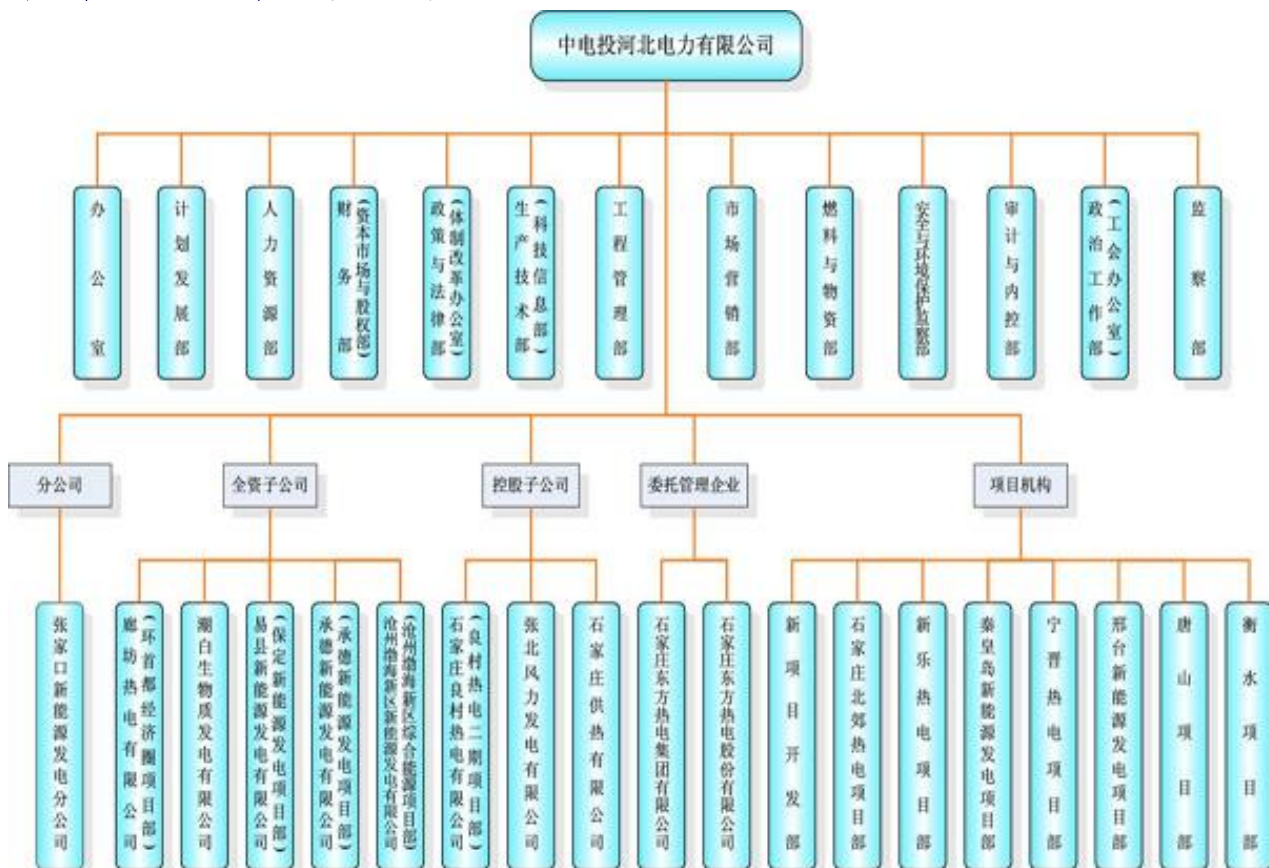 中电投河北电力有限公司
办公室
计划发展部
人力资源部
财务部
（资本市场与股权部）
政策与法律部
（体制改革办公室）
生产技术部
（科技信息部）
工程管理部
市场营销部
燃料与物资部
安全与环境保护监察部
审计与内控部
政治工作部
（工会办公室）
监察部
分公司
全资子公司
控股子公司
委托管理企业
项目机构
张家口新能源发电分公司
廊坊热电有限公司
（环首都经济圈项目部）
潮白生物质发电有限公司
易县新能源发电有限公司
（保定新能源发电项目部）
承德新能源发电有限公司
（承德新能源发电项目部）
沧州渤海新区新能源发电有限公司
（沧州渤海新区综合能源项目部）
石家庄良村热电有限公司
（良村热电二期项目部）
张北风力发电有限公司
石家庄供热有限公司
石家庄东方热电集团有限公司
石家庄东方热电股份有限公司
新项目开发部
石家庄北郊热电项目部
新乐热电项目部
秦皇岛新能源发电项目部
宁晋热电项目部
邢台新能源发电项目部
唐山项目部
衡水项目部